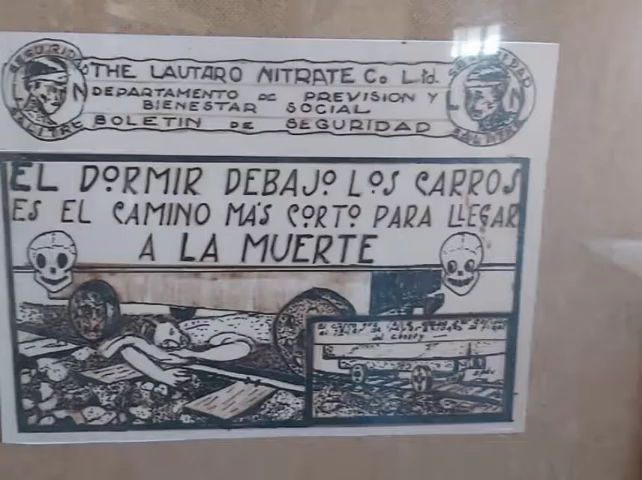 THE LAUTARO NITRATE Co Ltd.
DEPARTAMENTO DE PREVISION Y
BIENESTAR SOCIAL
BOLETIN DE SEGURIDAD
SEGURIDAD
SALITRE
L N
SEGURIDAD
SALITRE
L N
EL DORMIR DEBAJO LOS CARROS
ES EL CAMINO MÁS CORTO PARA LLEGAR
A LA MUERTE